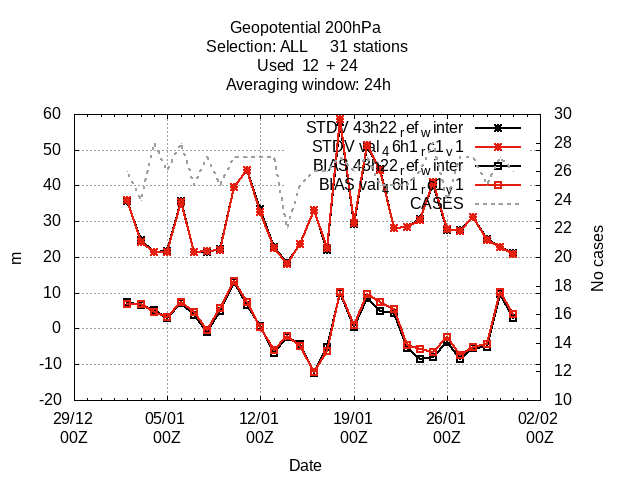 Geopotential 200hPa
Selection: ALL 31 stations
Used 12 + 24
Averaging window: 24h
STDV 43h22_ref_winter
STDV val_46h1_rc1_v1
BIAS 43h22_ref_winter
BIAS val_46h1_rc1_v
CASES
60
50
40
30
20
10
0
-10
-20
m
30
28
26
24
22
20
18
16
14
12
10
No cases
29/12 05/01 12/01 19/01 26/01 02/02
00Z 00Z 00Z 00Z 00Z 00Z
Date